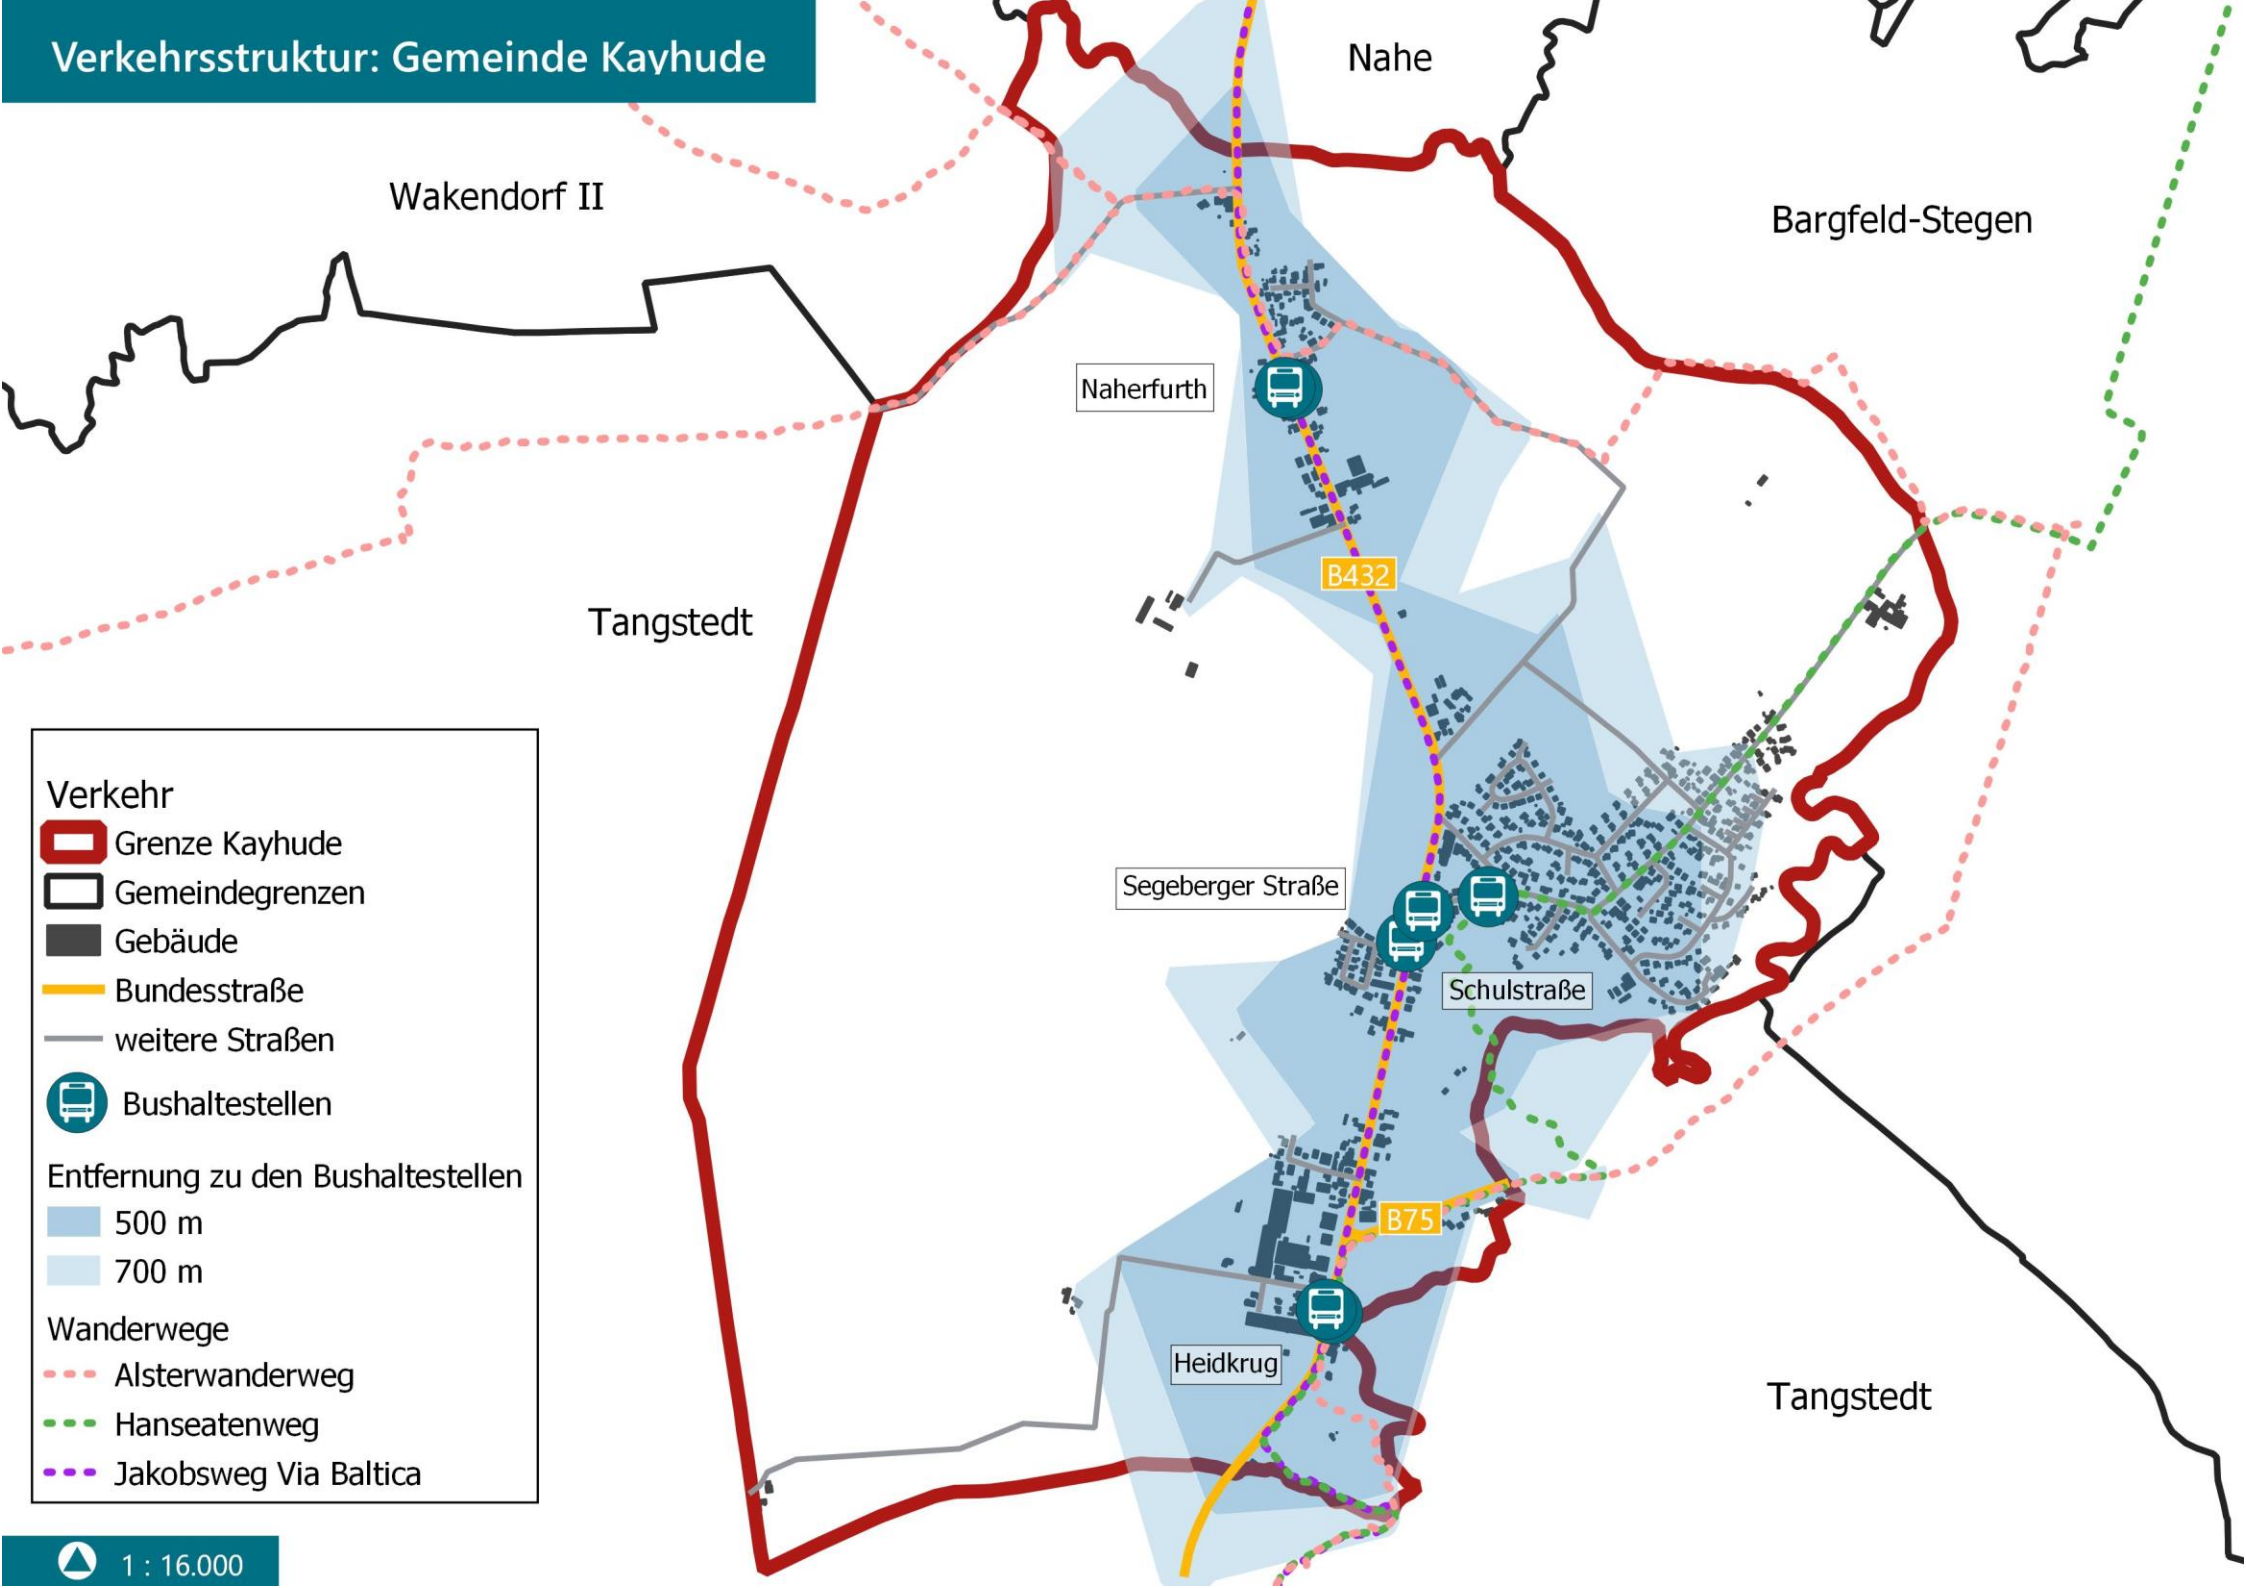 Verkehrsstruktur: Gemeinde Kayhude
Nahe
Wakendorf II
Bargfeld-Stegen
Naherfurth
B432
Tangstedt
Segeberger Straße
Schulstraße
B75
Heidkrug
Tangstedt
Verkehr
Grenze Kayhude
Gemeindegrenzen
Gebäude
Bundesstraße
weitere Straßen
Bushaltestellen
Entfernung zu den Bushaltestellen
500 m
700 m
Wanderwege
Alsterwanderweg
Hanseatenweg
Jakobsweg Via Baltica
1 : 16.000